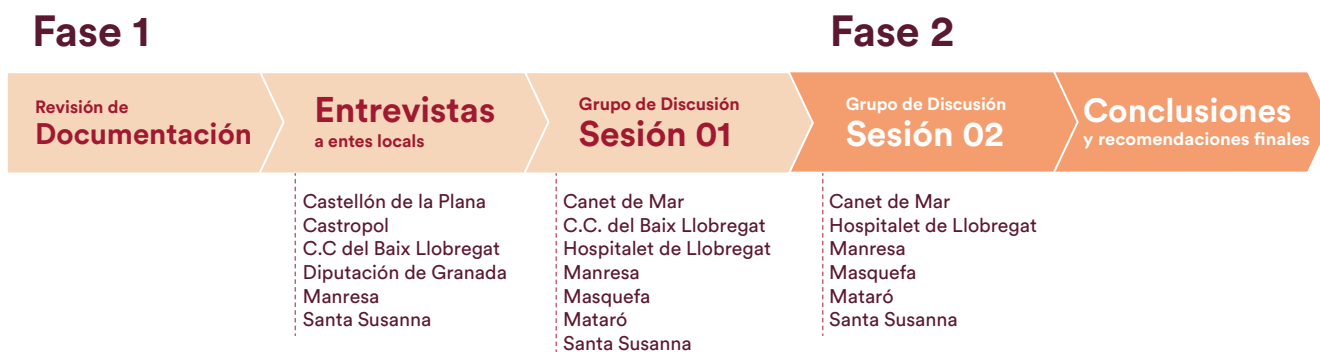 Fase 1
Fase 2
Revisión de
Documentación
Entrevistas
a entes locals
Grupo de Discusión
Sesión 01
Grupo de Discusión
Sesión 02
Conclusiones
y recomendaciones finales
Castellón de la Plana
Castropol
C.C del Baix Llobregat
Diputación de Granada
Manresa
Santa Susanna
Canet de Mar
C.C. del Baix Llobregat
Hospitalet de Llobregat
Manresa
Masquefa
Mataró
Santa Susanna
Canet de Mar
Hospitalet de Llobregat
Manresa
Masquefa
Mataró
Santa Susanna